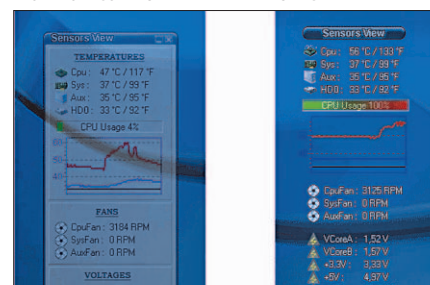 Sensors View
TEMPERATURES
Cpu : 47 °C / 117 °F
Sys : 37 °C / 99 °F
Aux : 35 °C / 95 °F
HD0 : 33 °C / 92 °F
CPU Usage 4%
FANS
CpuFan : 3184 RPM
SysFan : 0 RPM
AuxFan : 0 RPM
VOLTAGES
Sensors View
Cpu : 56 °C / 133 °F
Sys : 37 °C / 99 °F
Aux : 35 °C / 95 °F
HD0 : 33 °C / 92 °F
CPU Usage 100%
CpuFan : 3125 RPM
SysFan : 0 RPM
AuxFan : 0 RPM
VCoreA : 1,52 V
VCoreB : 1,57 V
+3.3V : 3,33 V
+5V : 4,97 V